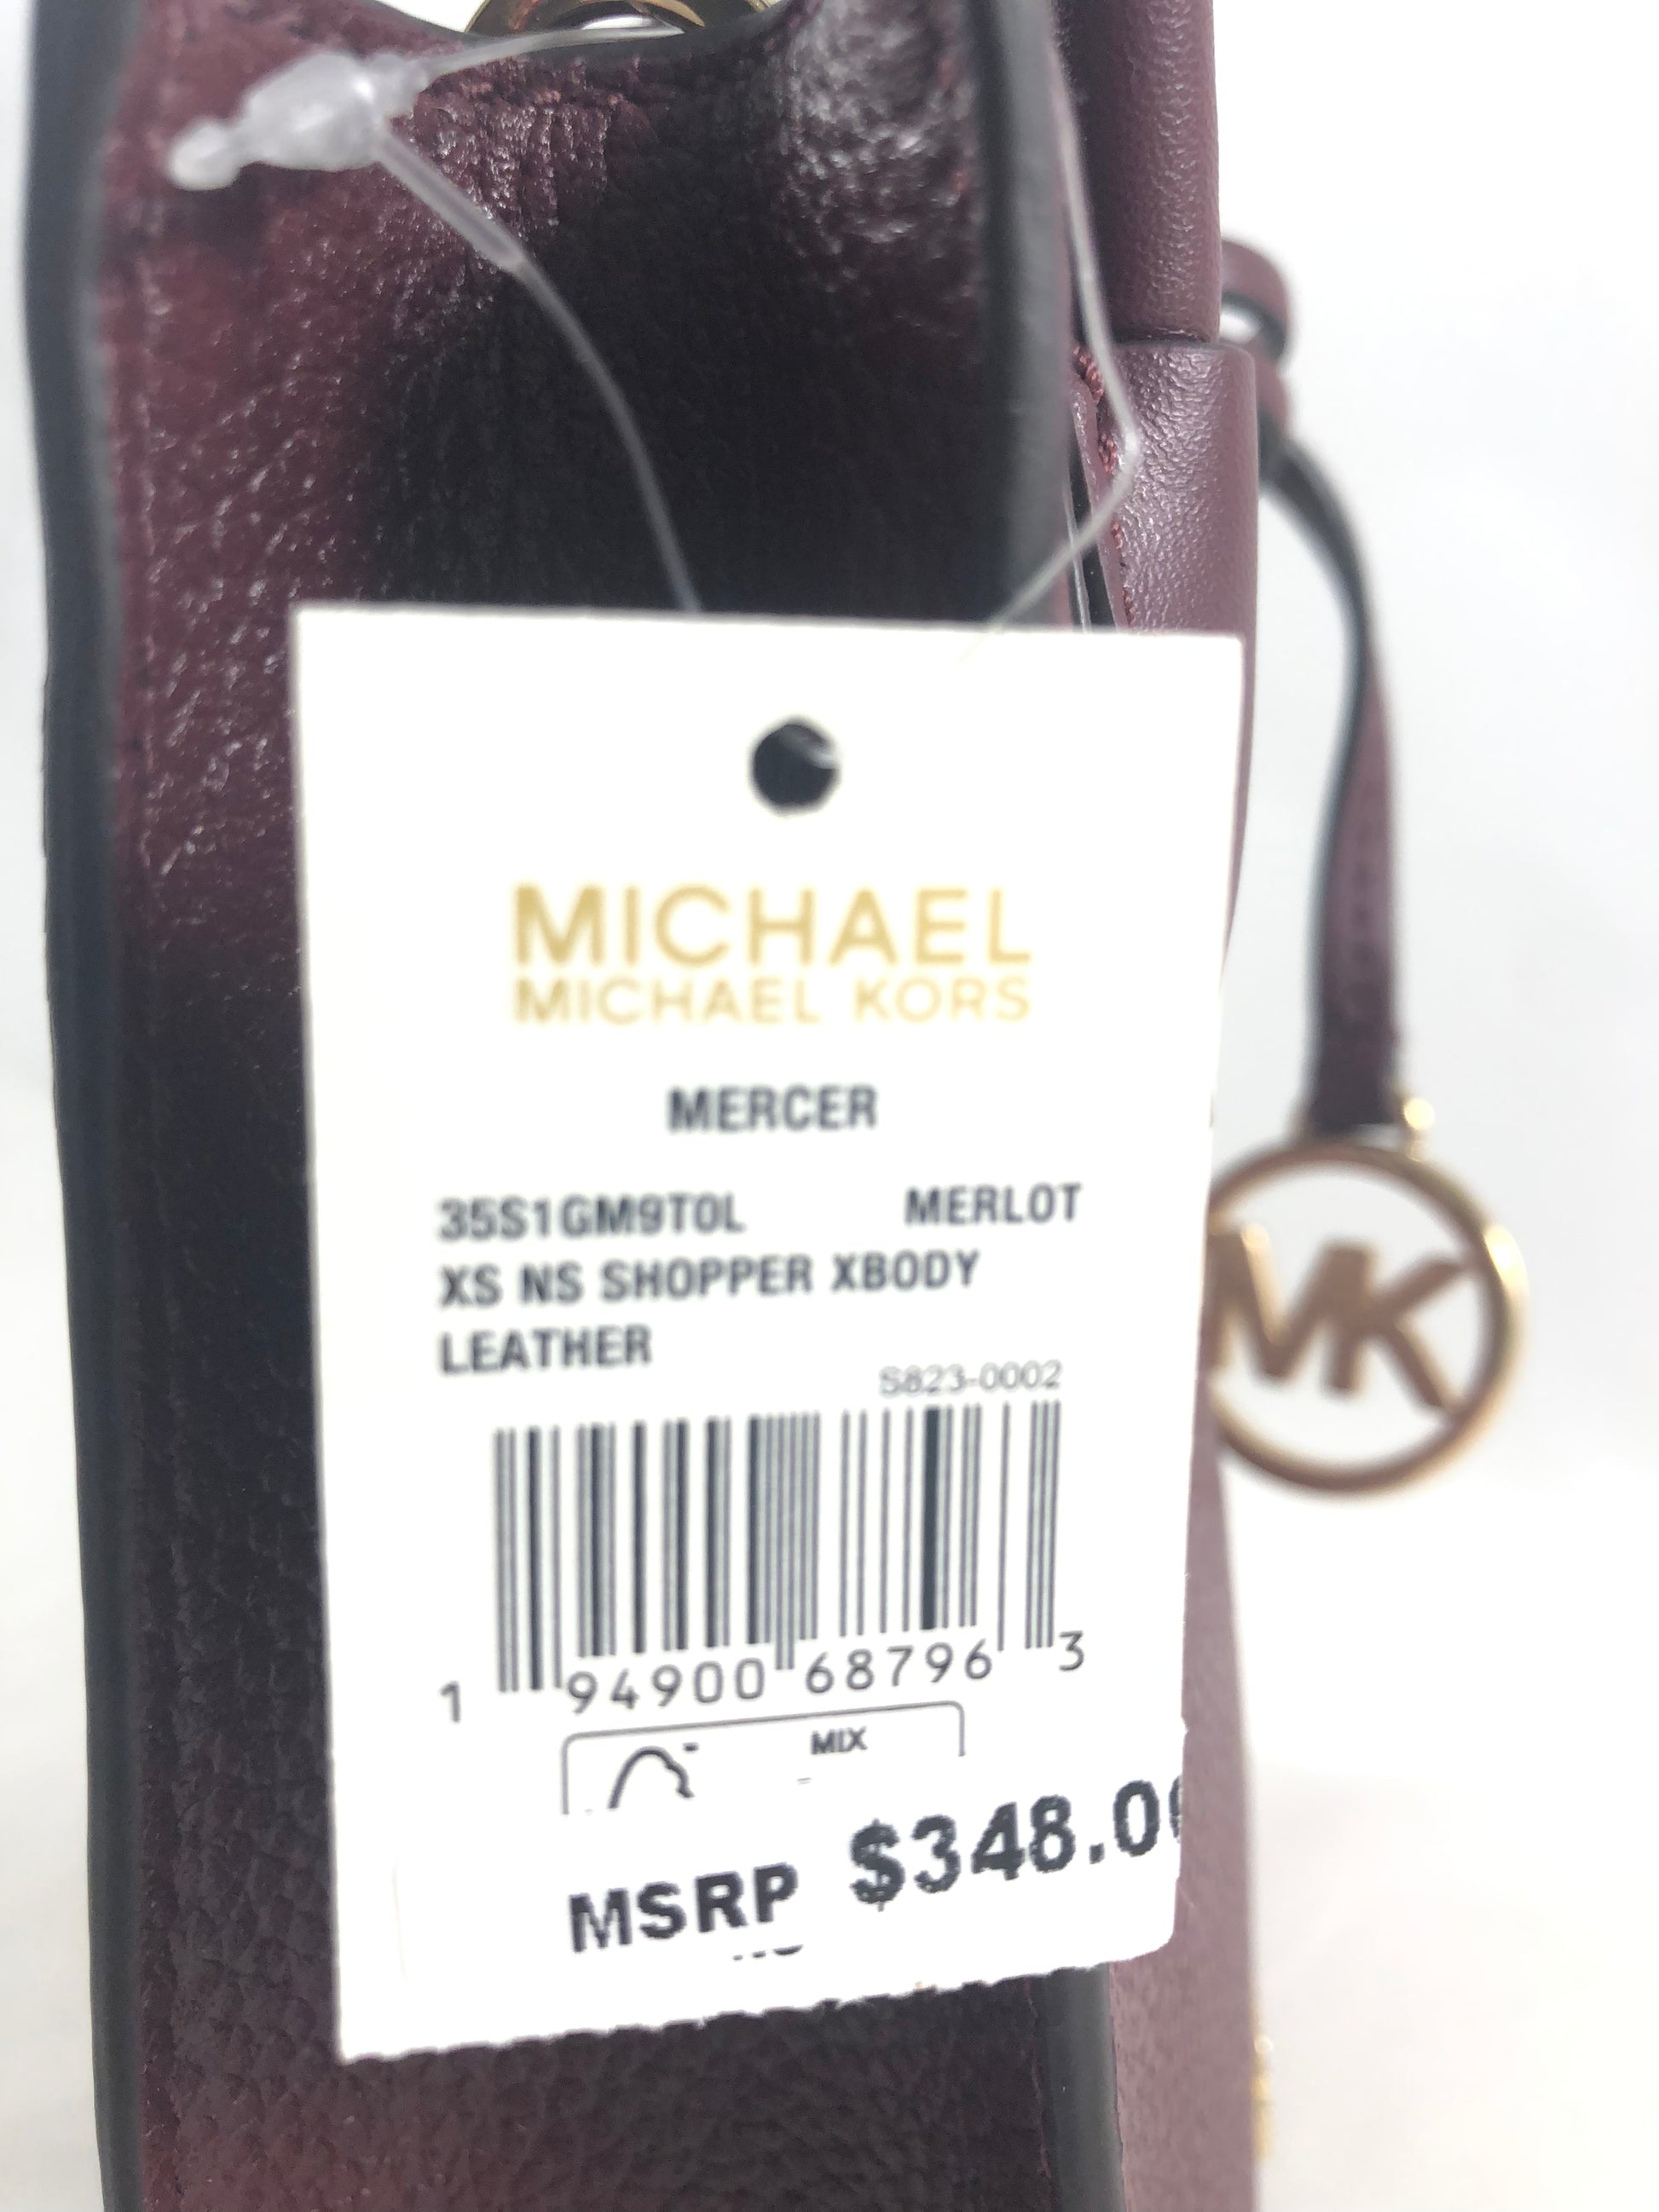 MICHAEL
MICHAEL KORS
MERCER
35S1GM9T0L MERLOT
XS NS SHOPPER XBODY
LEATHER
S823-0002
1 94900 68796 3
MIX
MSRP $348.0
MK